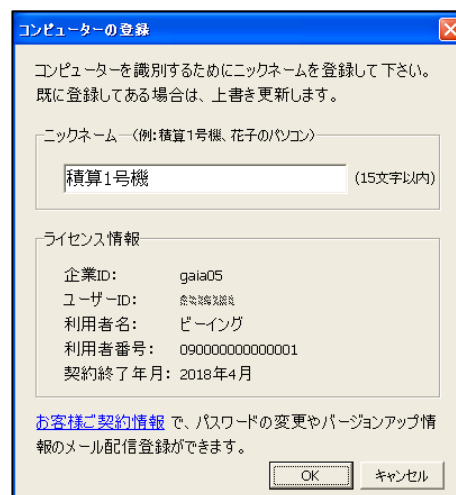 コンピューターの登録
コンピューターを識別するためにニックネームを登録して下さい。
既に登録してある場合は、上書き更新します。
ニックネーム―(例:積算1号機、花子のパソコン)
積算1号機 (15文字以内)
ライセンス情報
企業ID: gaia05
ユーザーID:
利用者名: ビーイング
利用者番号: 090000000000001
契約終了年月: 2018年4月
お客様ご契約情報 で、パスワードの変更やバージョンアップ情
報のメール配信登録ができます。
OK キャンセル